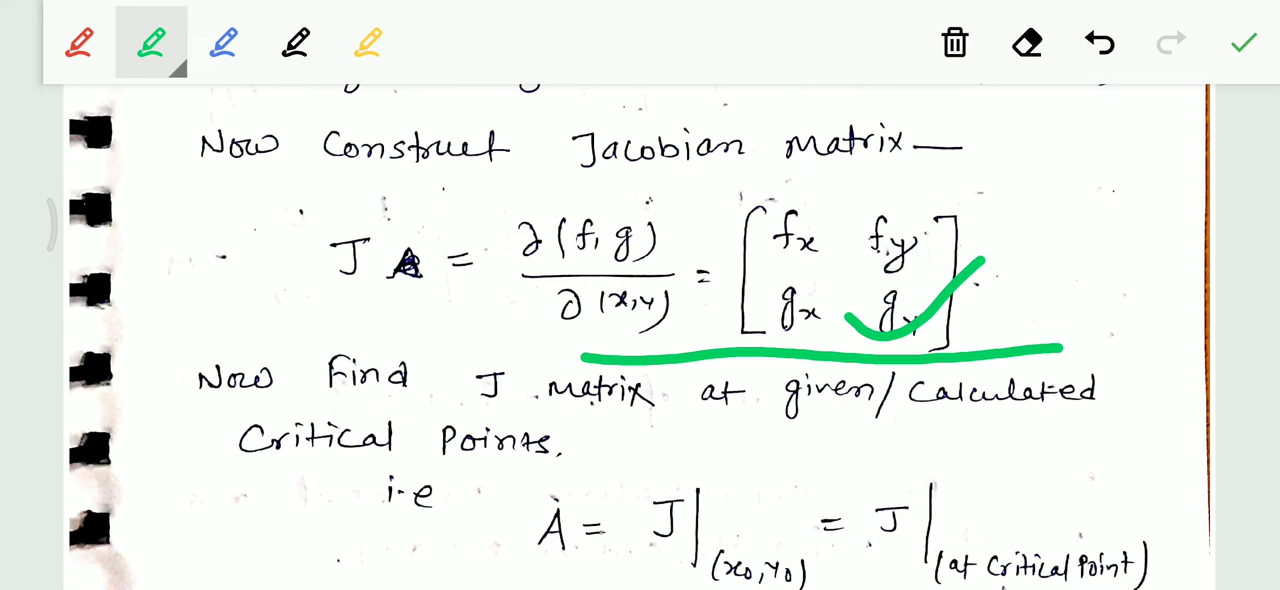 Now Construct Jacobian Matrix —
J = ∂(f, g) / ∂(x, y) = [ fx fy ; gx gy ]
Now Find J Matrix at given/Calculated
Critical Points.
i.e
A = J|(x0, y0) = J|(at Critical Point)